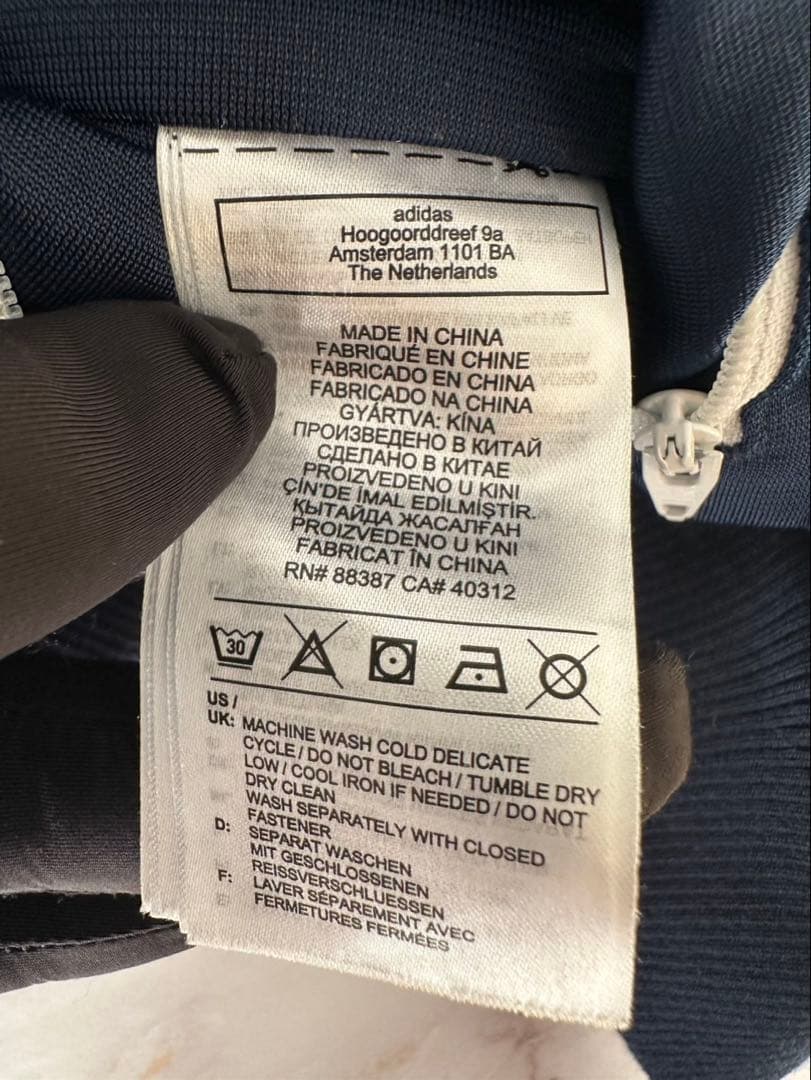 adidas
Hoogoorddreef 9a
Amsterdam 1101 BA
The Netherlands
MADE IN CHINA
FABRIQUÉ EN CHINE
FABRICADO EN CHINA
FABRICADO NA CHINA
GYÁRTVA: KÍNA
ПРОИЗВЕДЕНО В КИТАЙ
СДЕЛАНО В КИТАЕ
PROIZVEDENO U KINI
ÇİN'DE İMAL EDİLMİŞTİR.
ҚЫТАЙДА ЖАСАЛҒАН
PROIZVEDENO U KINI
FABRICAT ÎN CHINA
RN# 88387 CA# 40312
30
US /
UK: MACHINE WASH COLD DELICATE
CYCLE / DO NOT BLEACH / TUMBLE DRY
LOW / COOL IRON IF NEEDED / DO NOT
DRY CLEAN
WASH SEPARATELY WITH CLOSED
FASTENER
D: SEPARAT WASCHEN
MIT GESCHLOSSENEN
REISSVERSCHLUESSEN
F: LAVER SÉPARÉMENT AVEC
FERMETURES FERMÉES